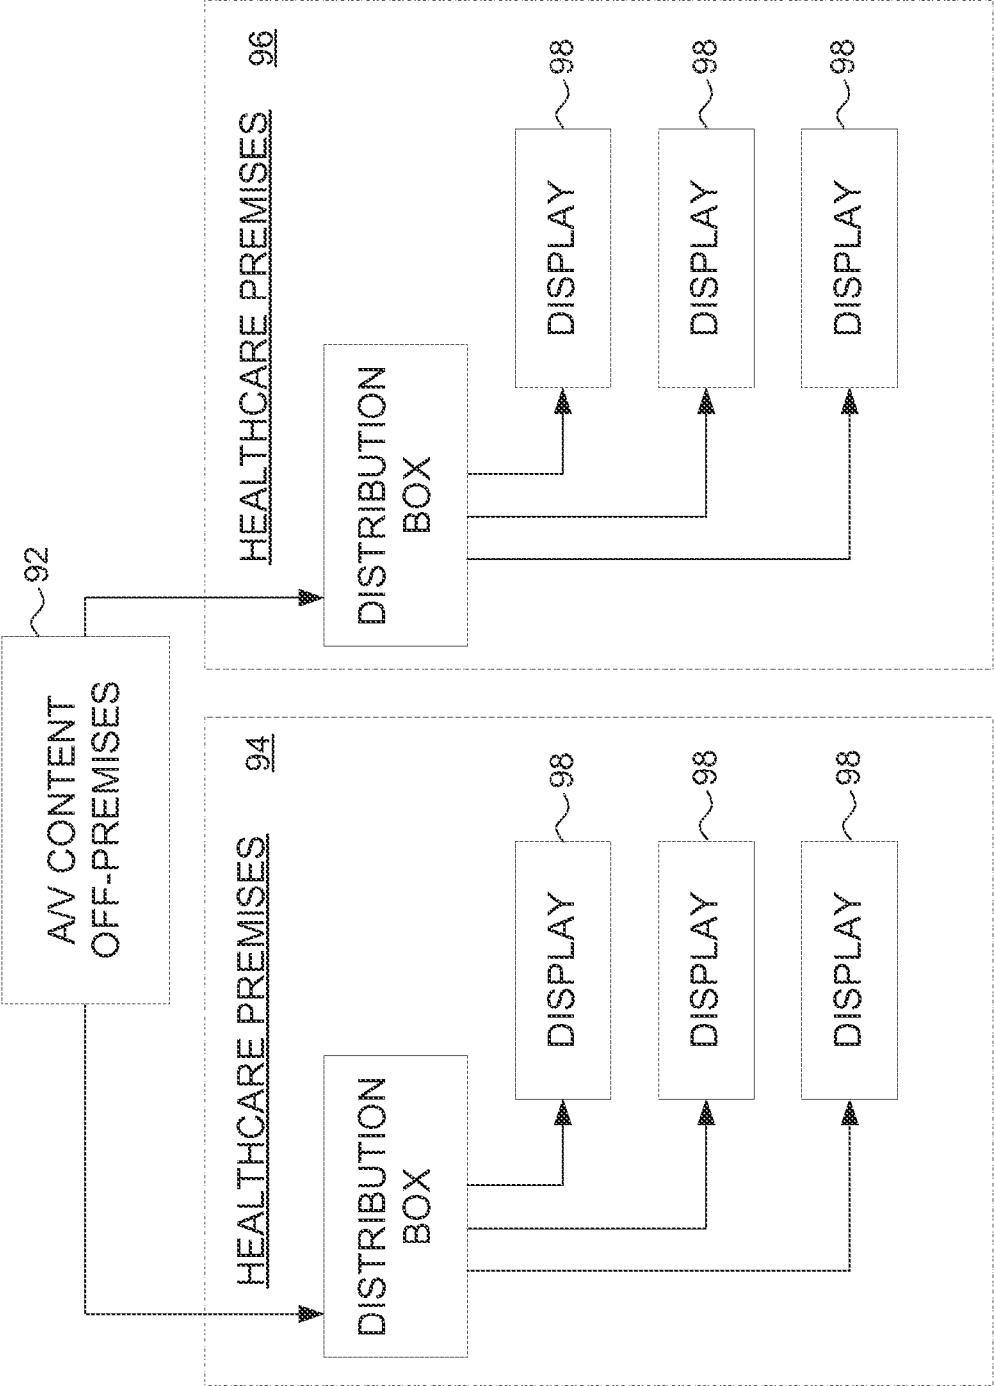 A/V CONTENT
OFF-PREMISES
92
HEALTHCARE PREMISES
94
DISTRIBUTION
BOX
DISPLAY
98
DISPLAY
98
DISPLAY
98
HEALTHCARE PREMISES
96
DISTRIBUTION
BOX
DISPLAY
98
DISPLAY
98
DISPLAY
98